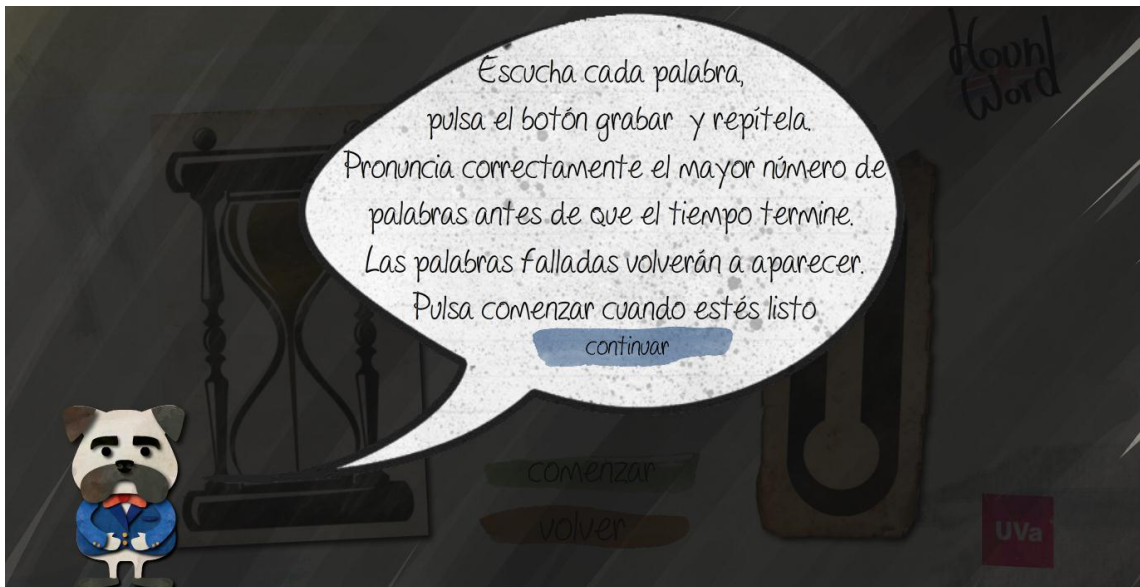 Escucha cada palabra,
pulsa el botón grabar y repítela.
Pronuncia correctamente el mayor número de
palabras antes de que el tiempo termine.
Las palabras falladas volverán a aparecer.
Pulsa comenzar cuando estés listo
continuar
comenzar
volver
UVa
Word